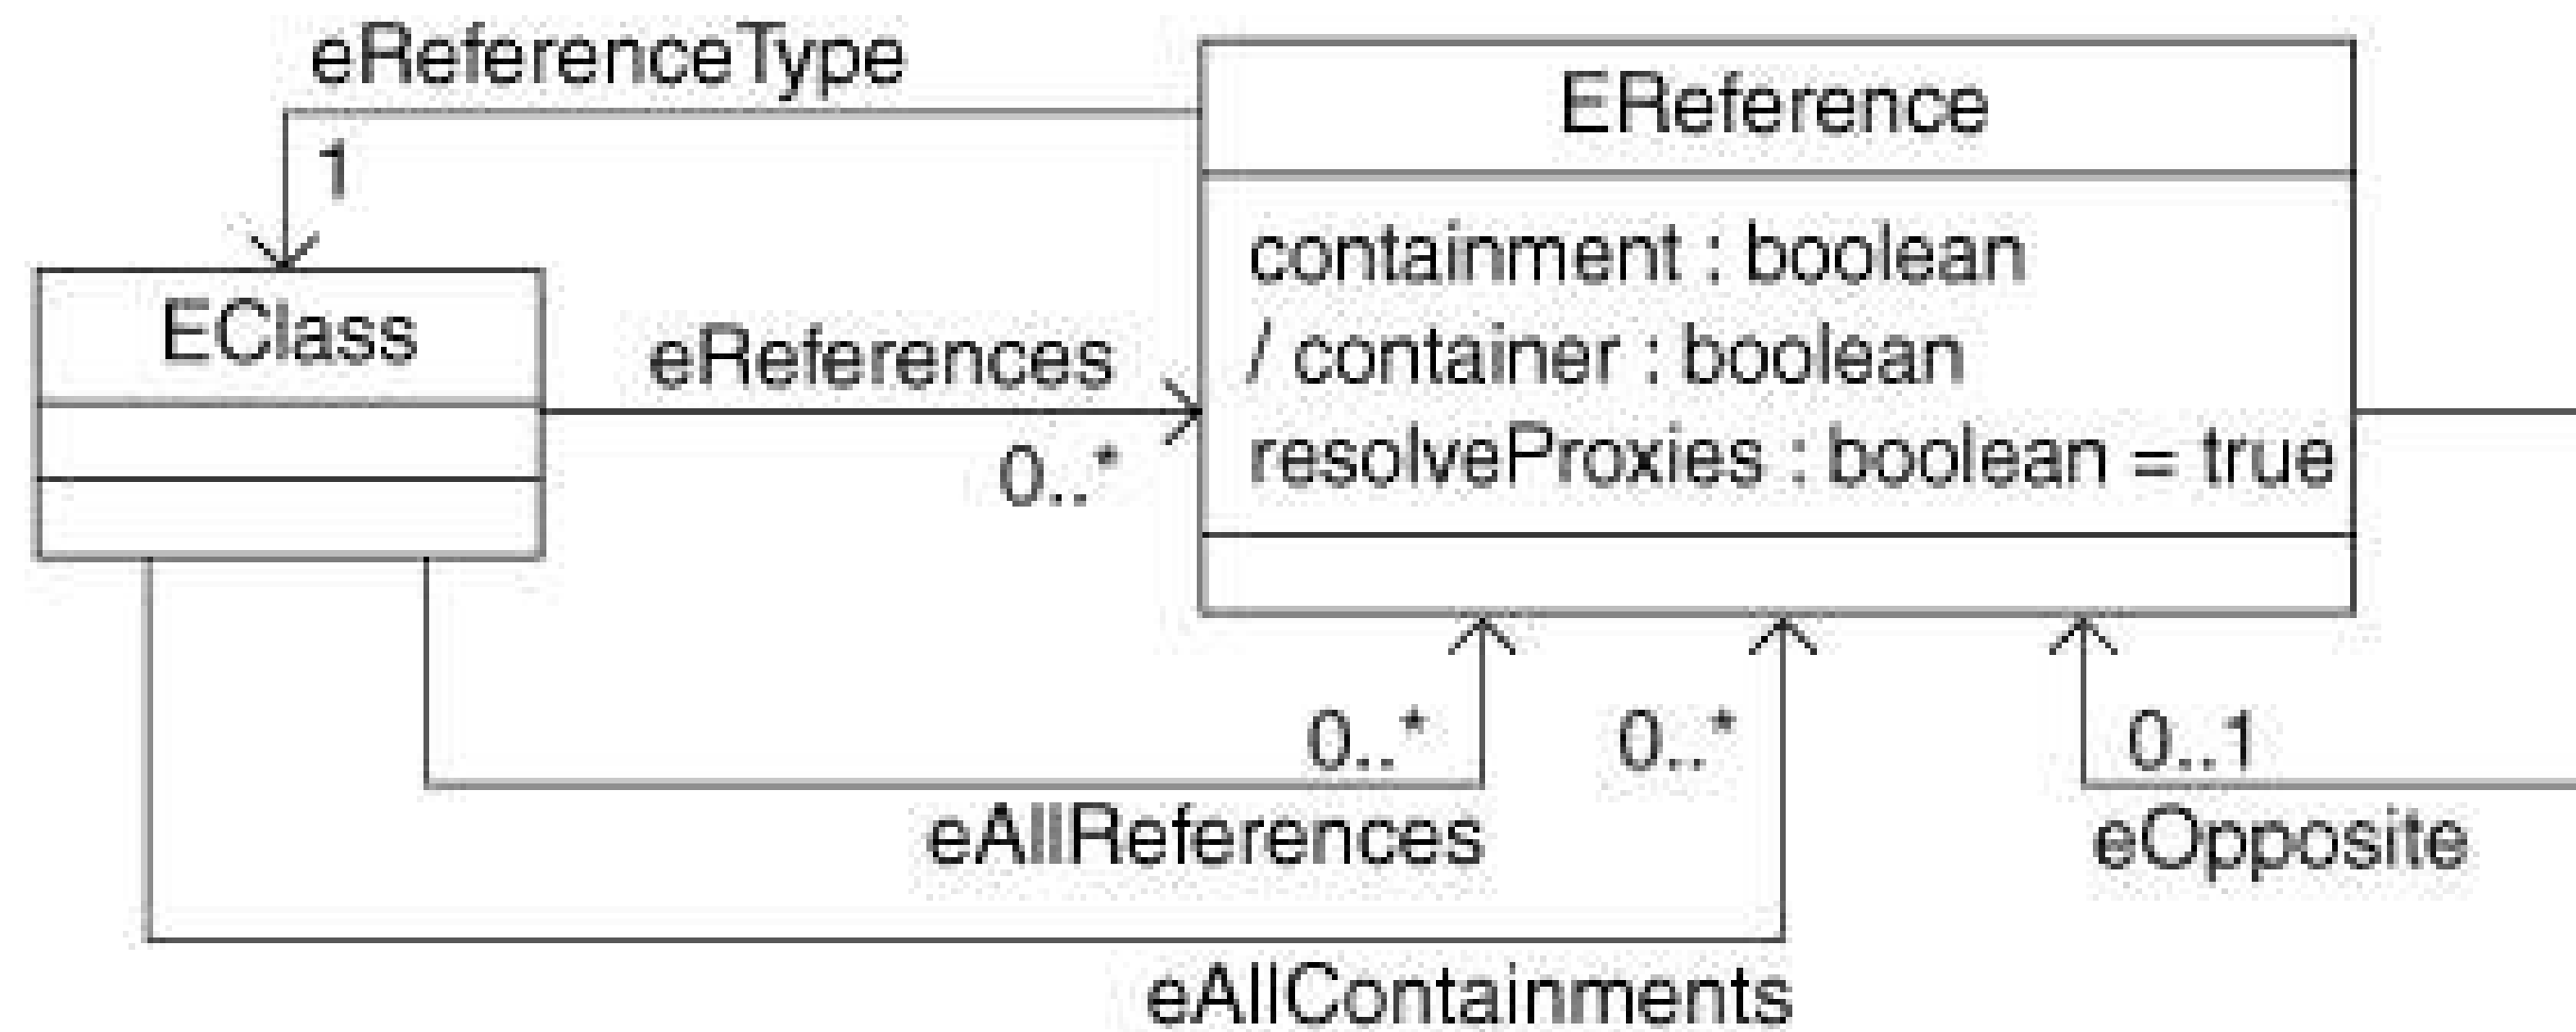 eReferenceType
1
EReference
containment : boolean
/ container : boolean
resolveProxies : boolean = true
EClass
eReferences
0..*
0..*
0..*
0..1
eAllReferences
eOpposite
eAllContainments